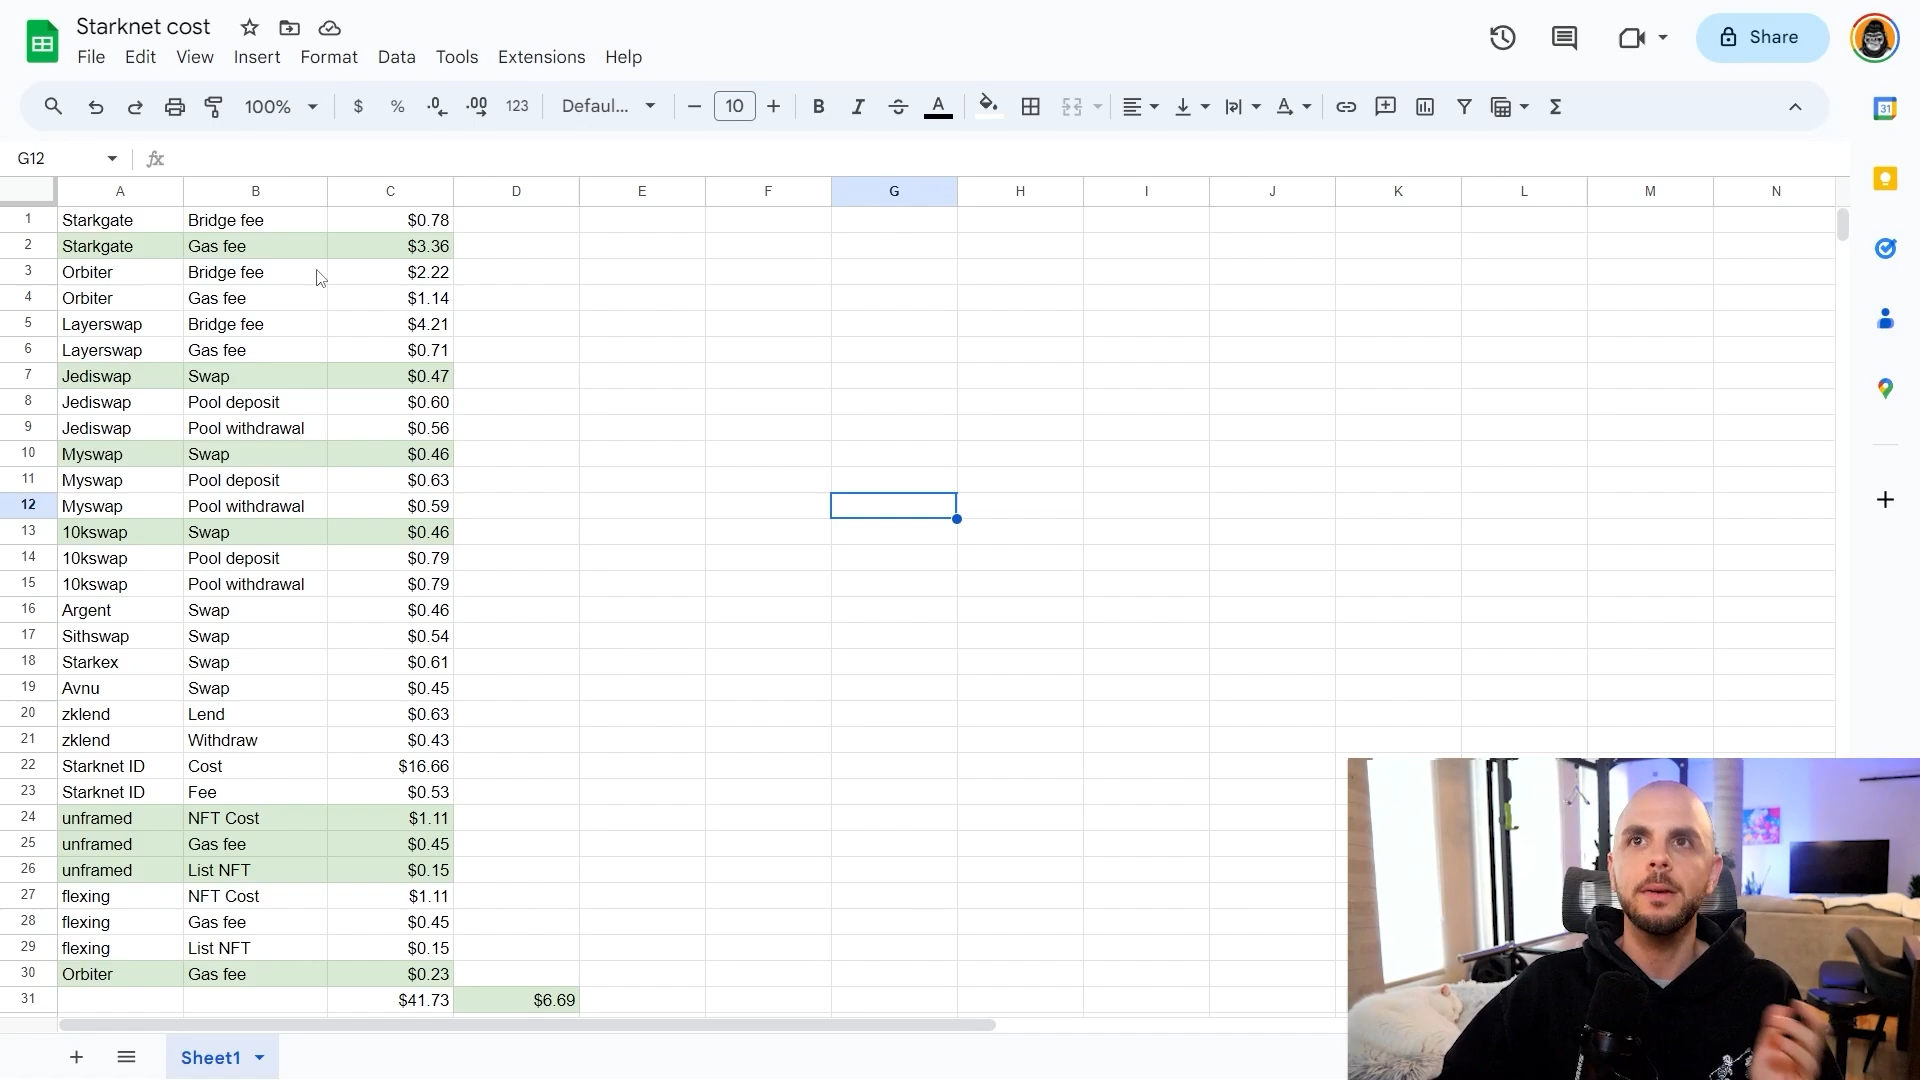 Starknet cost
File Edit View Insert Format Data Tools Extensions Help
Share
100% $ % .0 .00 123 Defaul... 10 B I A
31
G12 fx
A B C D E F G H I J K L M N
1 Starkgate Bridge fee $0.78
2 Starkgate Gas fee $3.36
3 Orbiter Bridge fee $2.22
4 Orbiter Gas fee $1.14
5 Layerswap Bridge fee $4.21
6 Layerswap Gas fee $0.71
7 Jediswap Swap $0.47
8 Jediswap Pool deposit $0.60
9 Jediswap Pool withdrawal $0.56
10 Myswap Swap $0.46
11 Myswap Pool deposit $0.63
12 Myswap Pool withdrawal $0.59
13 10kswap Swap $0.46
14 10kswap Pool deposit $0.79
15 10kswap Pool withdrawal $0.79
16 Argent Swap $0.46
17 Sithswap Swap $0.54
18 Starkex Swap $0.61
19 Avnu Swap $0.45
20 zklend Lend $0.63
21 zklend Withdraw $0.43
22 Starknet ID Cost $16.66
23 Starknet ID Fee $0.53
24 unframed NFT Cost $1.11
25 unframed Gas fee $0.45
26 unframed List NFT $0.15
27 flexing NFT Cost $1.11
28 flexing Gas fee $0.45
29 flexing List NFT $0.15
30 Orbiter Gas fee $0.23
31 $41.73 $6.69
Sheet1